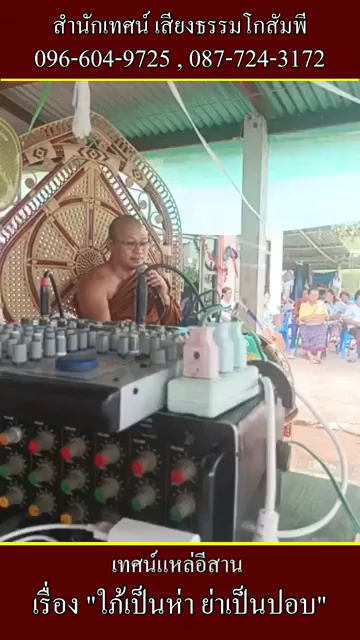 สำนักเทศน์ เสียงธรรมโกสัมพี
096-604-9725 , 087-724-3172
เทศน์แหล่อีสาน
เรื่อง "ใภ้เป็นห่า ย่าเป็นปอบ"